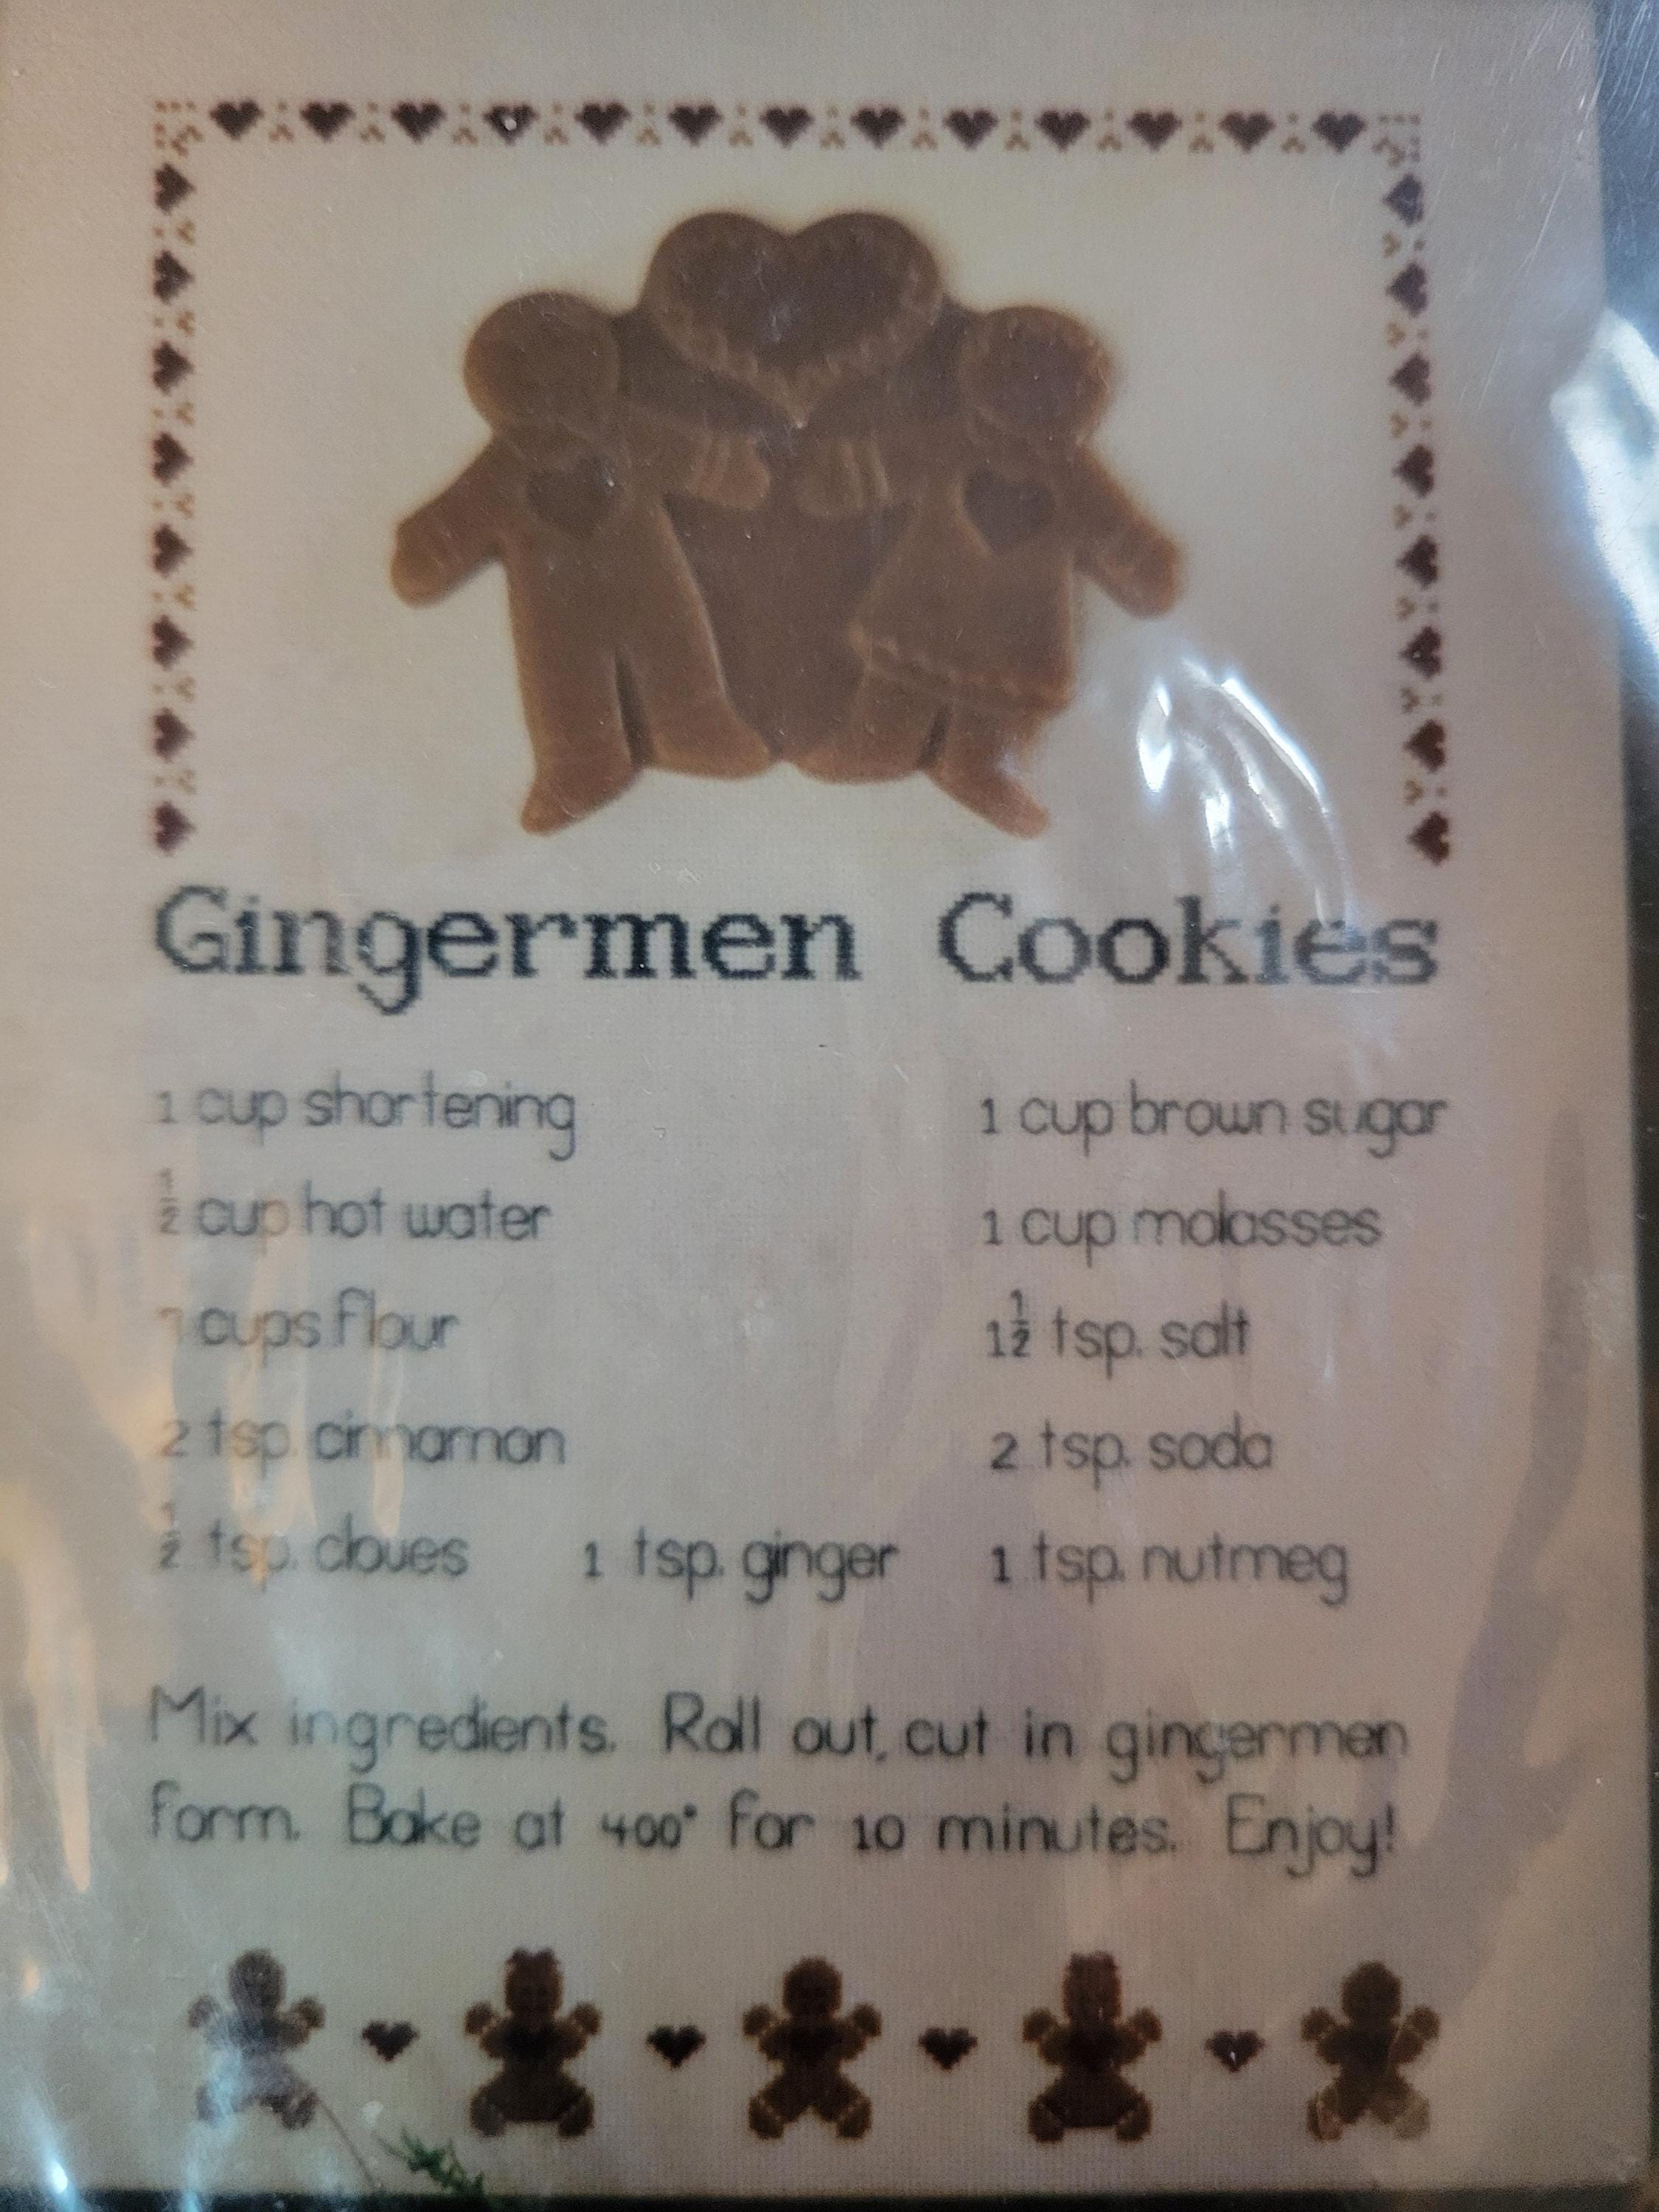 Gingermen Cookies
1 cup shortening 1 cup brown sugar
1/2 cup hot water 1 cup molasses
7 cups flour 1 1/2 tsp. salt
2 tsp. cinnamon 2 tsp. soda
1/2 tsp. cloves 1 tsp. ginger 1 tsp. nutmeg
Mix ingredients. Roll out, cut in gingermen
form. Bake at 400° for 10 minutes. Enjoy!